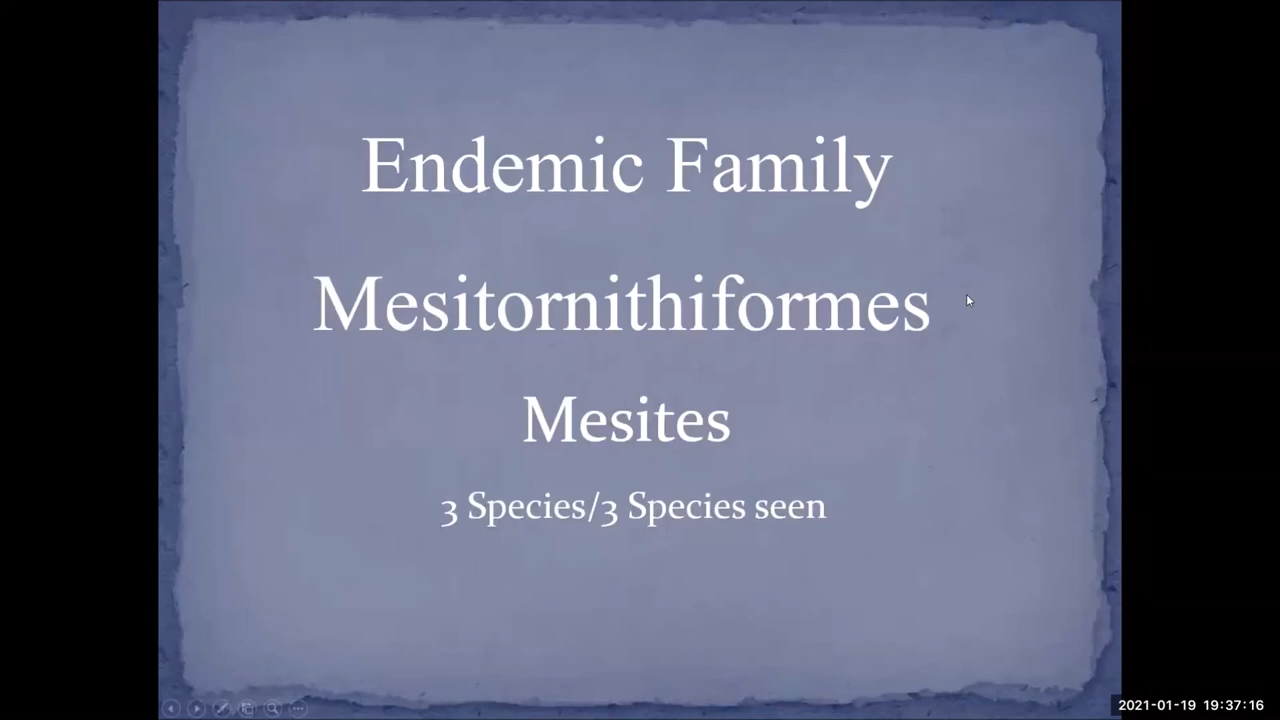 Endemic Family
Mesitornithiformes
Mesites
3 Species/3 Species seen
2021-01-19 19:37:16